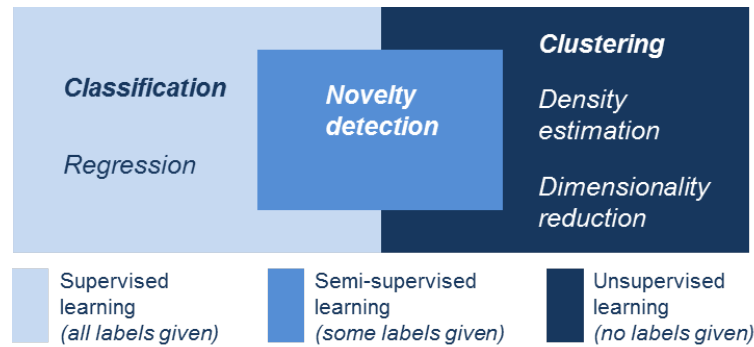 Classification
Regression
Novelty
detection
Clustering
Density
estimation
Dimensionality
reduction
Supervised
learning
(all labels given)
Semi-supervised
learning
(some labels given)
Unsupervised
learning
(no labels given)